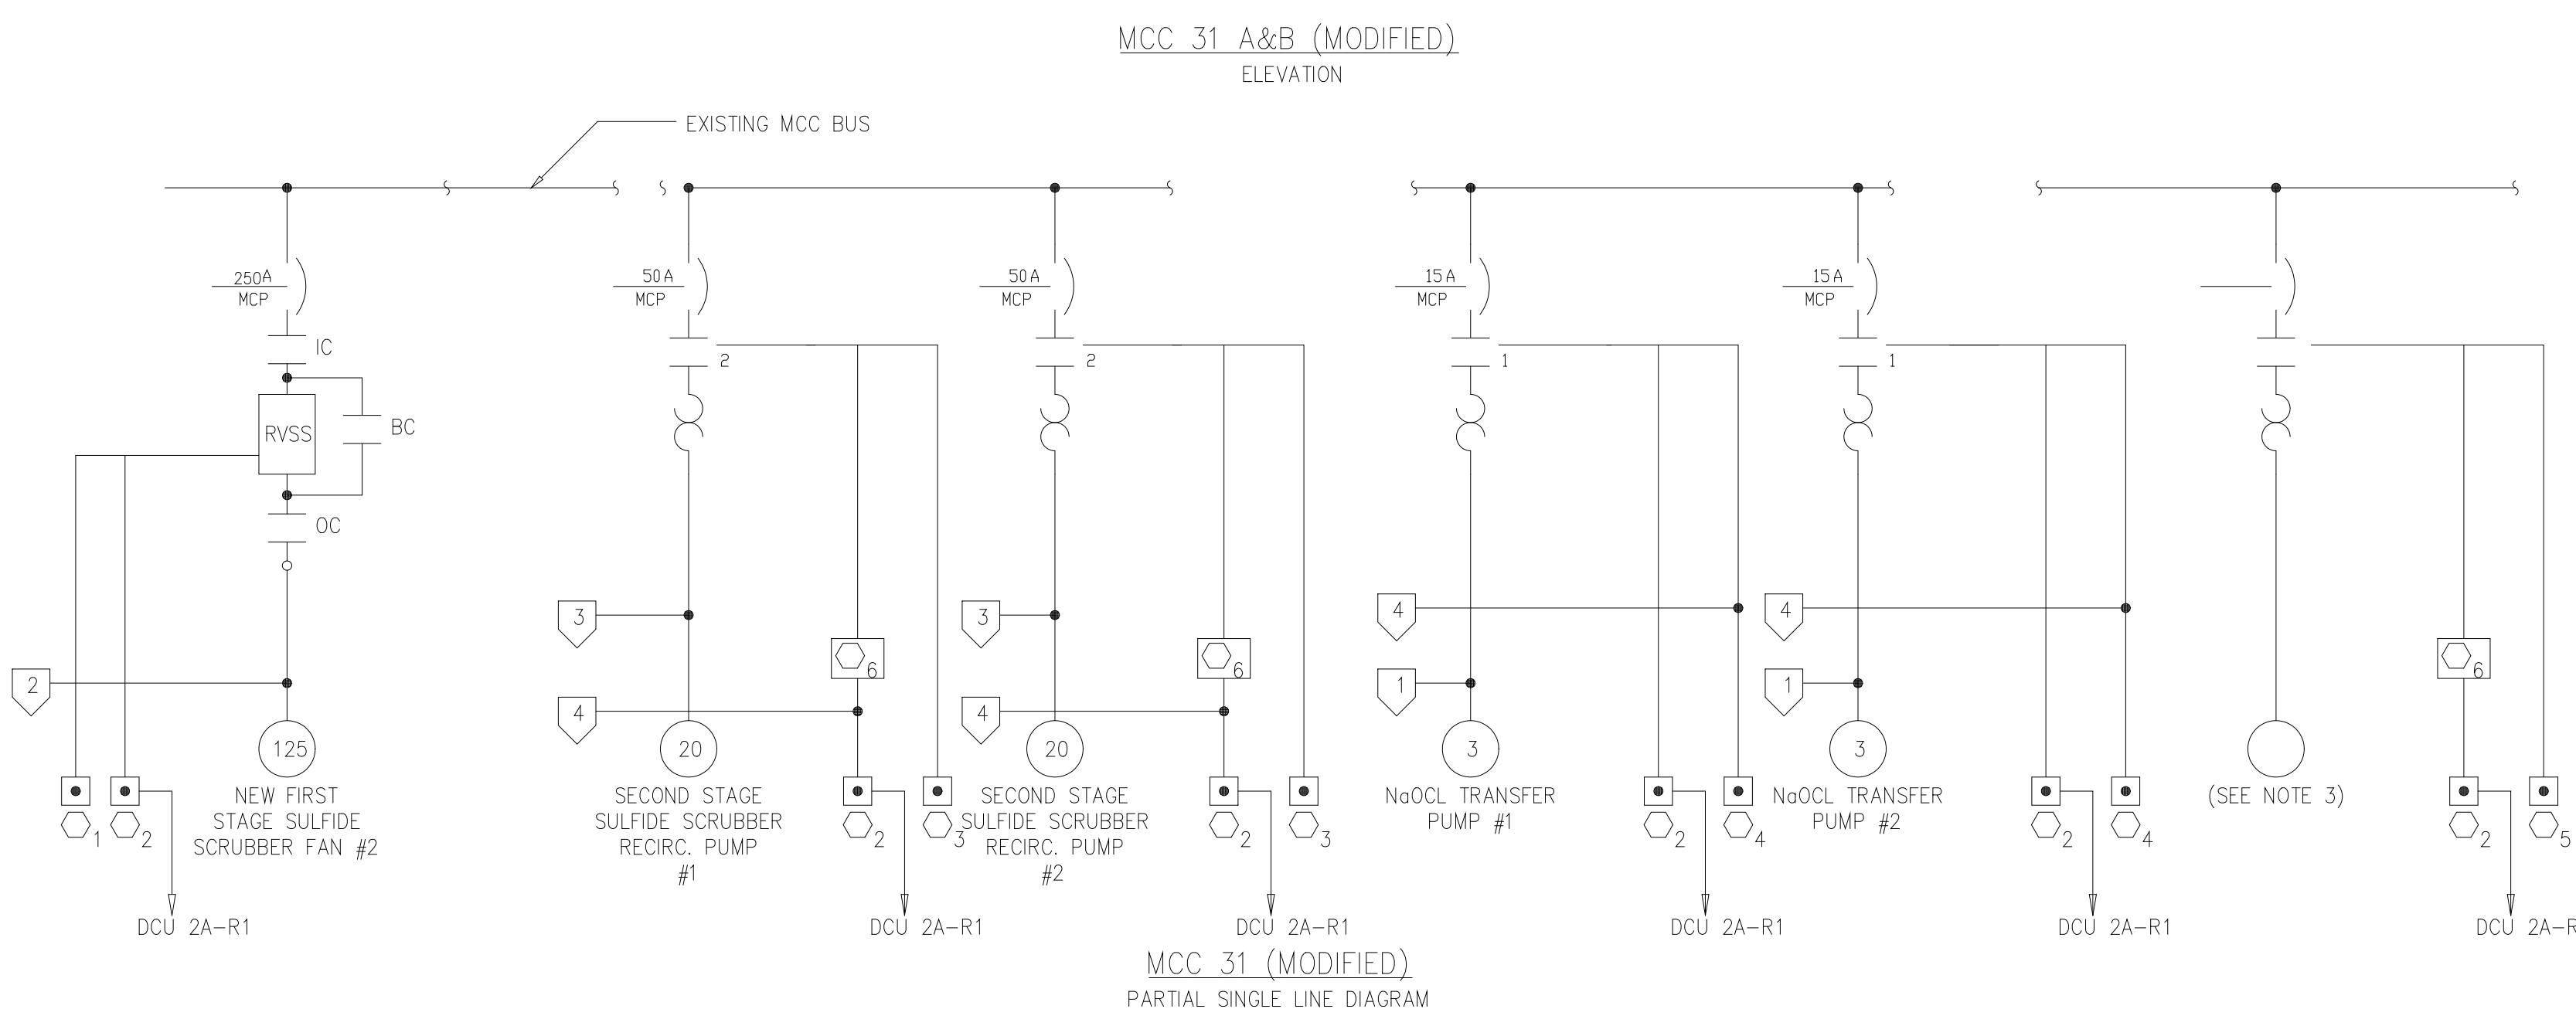 MCC 31 A&B (MODIFIED)
ELEVATION
EXISTING MCC BUS
250A
MCP
50A
MCP
50A
MCP
15A
MCP
15A
MCP
IC
2
2
1
1
RVSS
BC
OC
3
3
4
4
6
6
6
2
4
4
1
1
125
20
20
3
3
1
2
NEW FIRST
STAGE SULFIDE
SCRUBBER FAN #2
SECOND STAGE
SULFIDE SCRUBBER
RECIRC. PUMP
#1
2
3
SECOND STAGE
SULFIDE SCRUBBER
RECIRC. PUMP
#2
2
3
NaOCL TRANSFER
PUMP #1
2
4
NaOCL TRANSFER
PUMP #2
2
4
(SEE NOTE 3)
2
5
DCU 2A-R1
DCU 2A-R1
DCU 2A-R1
DCU 2A-R1
DCU 2A-R1
DCU 2A-R
MCC 31 (MODIFIED)
PARTIAL SINGLE LINE DIAGRAM